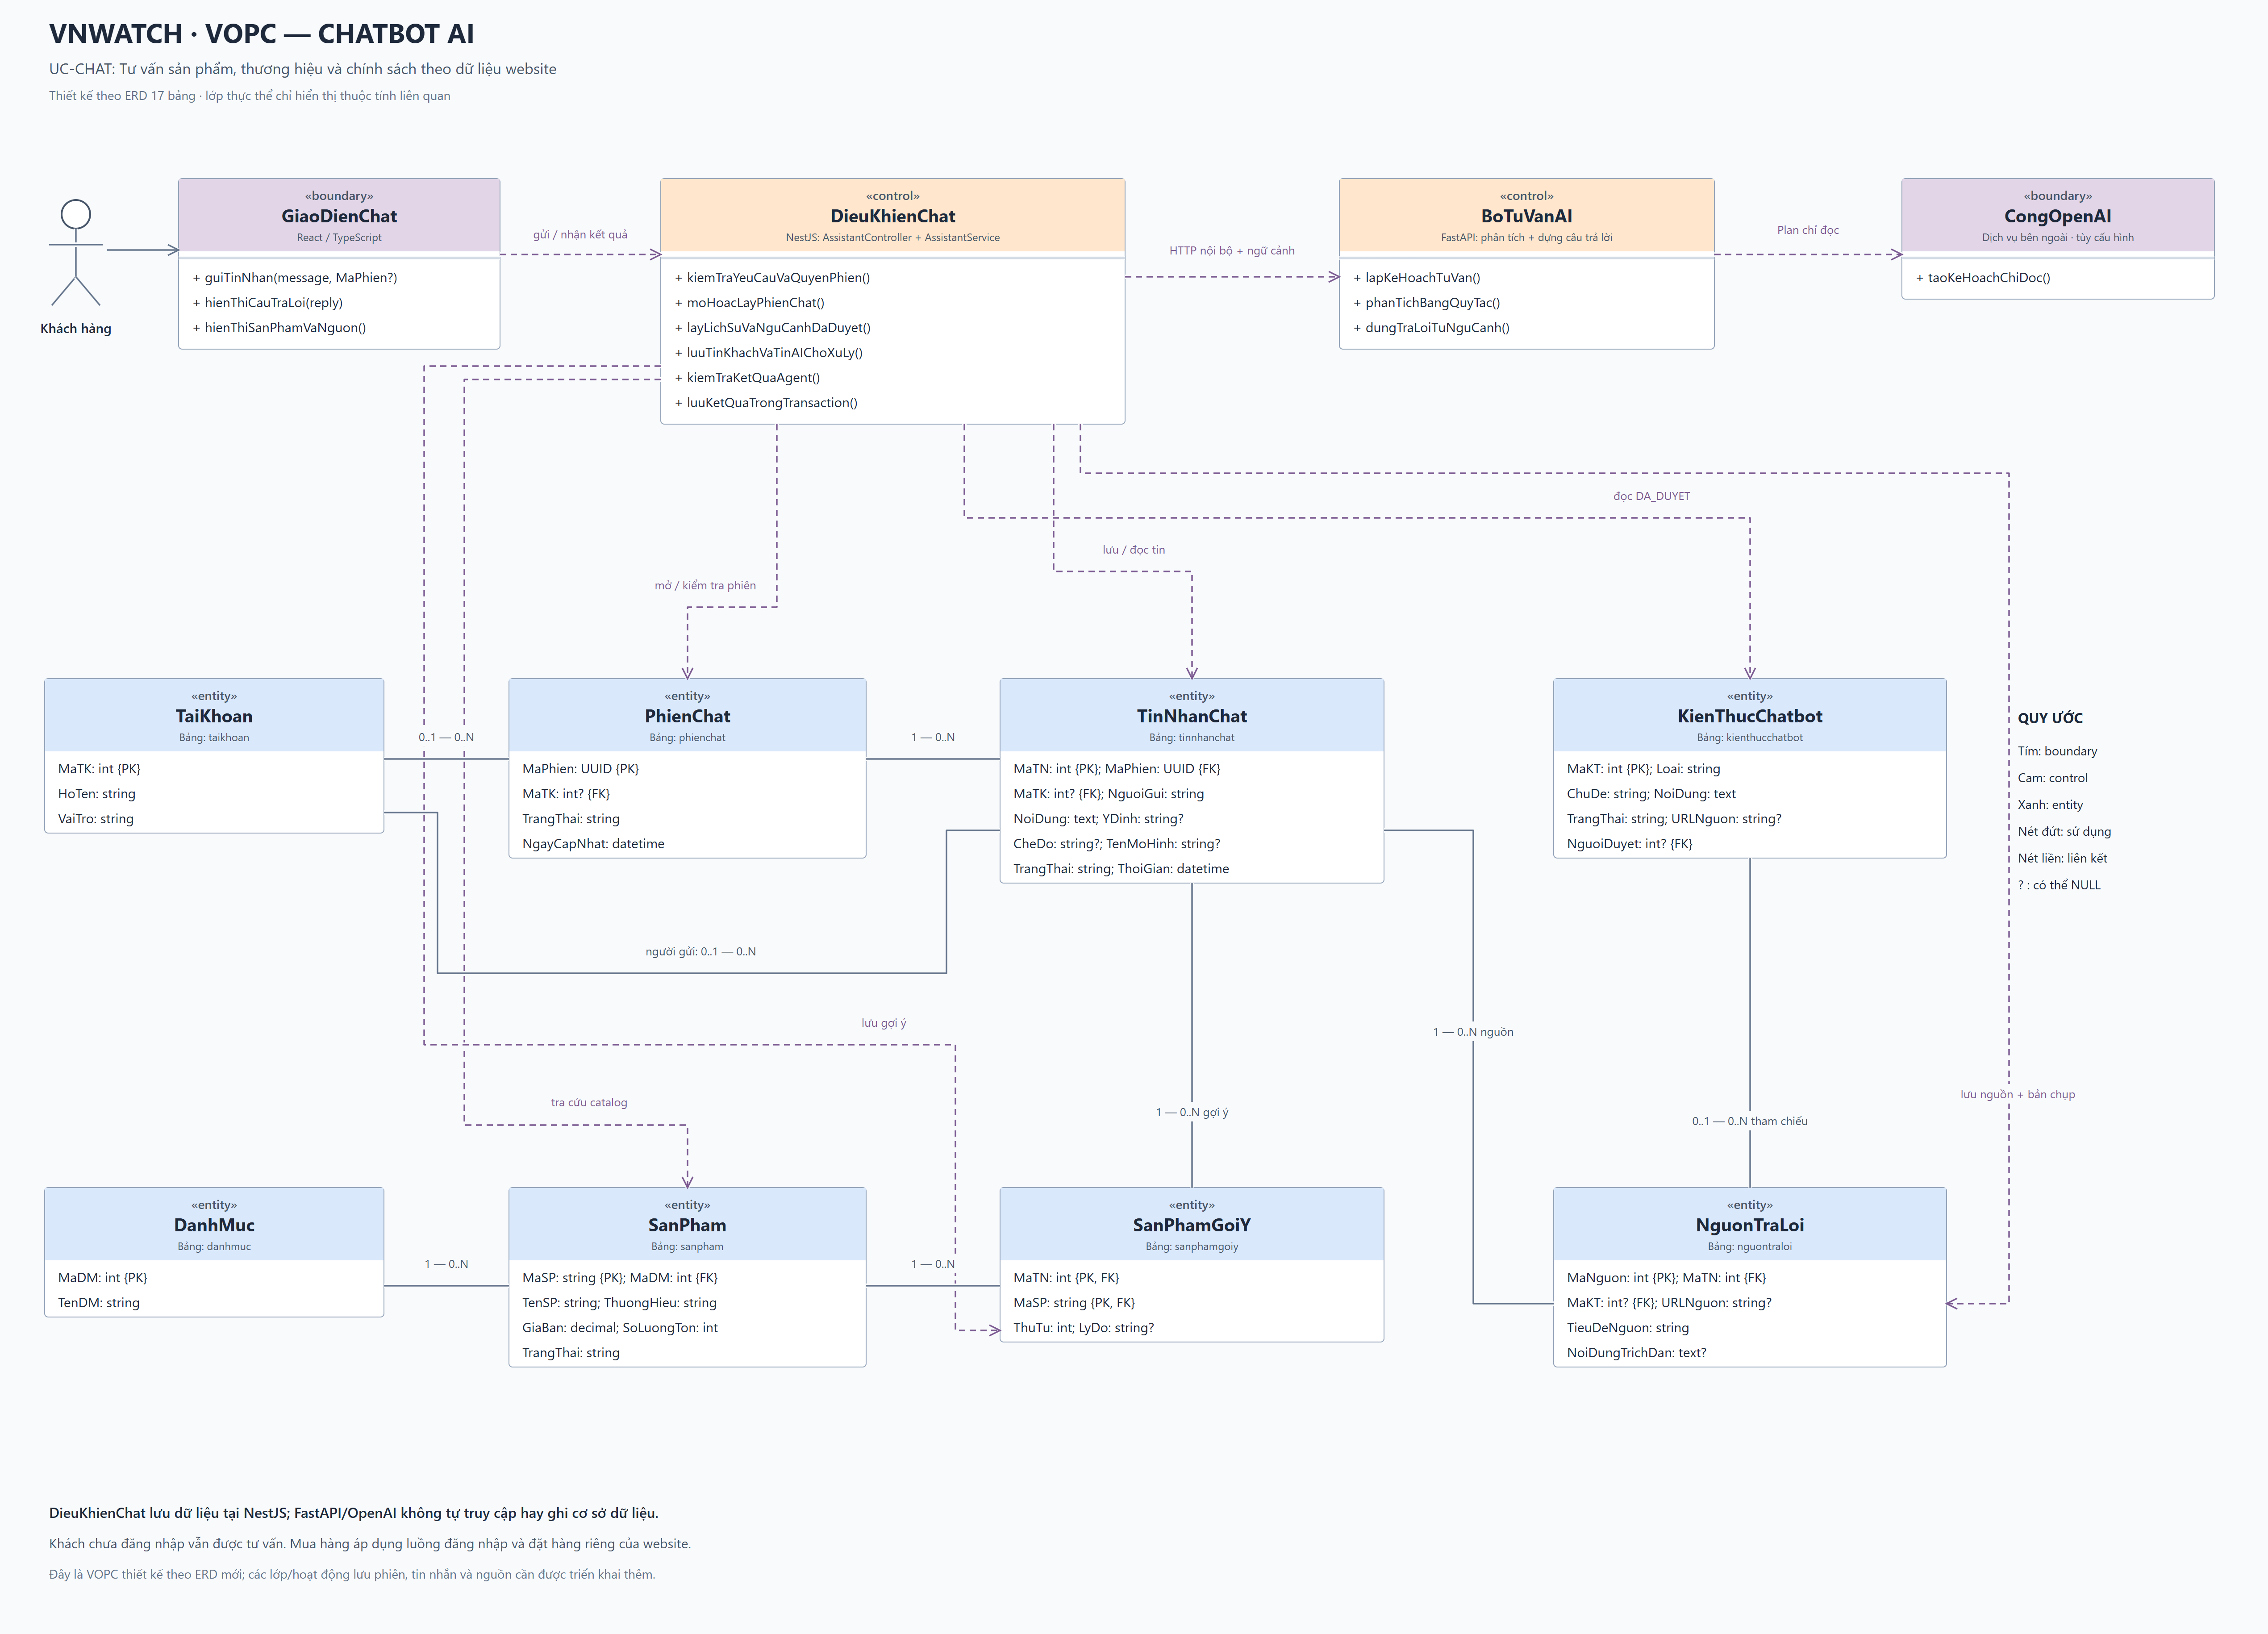 VNWATCH · VOPC — CHATBOT AI
UC-CHAT: Tư vấn sản phẩm, thương hiệu và chính sách theo dữ liệu website
Thiết kế theo ERD 17 bảng · lớp thực thể chỉ hiển thị thuộc tính liên quan
Khách hàng
«boundary»
GiaoDienChat
React / TypeScript
+ guiTinNhan(message, MaPhien?)
+ hienThiCauTraLoi(reply)
+ hienThiSanPhamVaNguon()
gửi / nhận kết quả
«control»
DieuKhienChat
NestJS: AssistantController + AssistantService
+ kiemTraYeuCauVaQuyenPhien()
+ moHoacLayPhienChat()
+ layLichSuVaNguCanhDaDuyet()
+ luuTinKhachVaTinAIChoXuLy()
+ kiemTraKetQuaAgent()
+ luuKetQuaTrongTransaction()
HTTP nội bộ + ngữ cảnh
«control»
BoTuVanAI
FastAPI: phân tích + dựng câu trả lời
+ lapKeHoachTuVan()
+ phanTichBangQuyTac()
+ dungTraLoiTuNguCanh()
Plan chỉ đọc
«boundary»
CongOpenAI
Dịch vụ bên ngoài · tùy cấu hình
+ taoKeHoachChiDoc()
đọc DA_DUYET
lưu / đọc tin
mở / kiểm tra phiên
«entity»
TaiKhoan
Bảng: taikhoan
MaTK: int {PK}
HoTen: string
VaiTro: string
0..1 — 0..N
«entity»
PhienChat
Bảng: phienchat
MaPhien: UUID {PK}
MaTK: int? {FK}
TrangThai: string
NgayCapNhat: datetime
1 — 0..N
«entity»
TinNhanChat
Bảng: tinnhanchat
MaTN: int {PK}; MaPhien: UUID {FK}
MaTK: int? {FK}; NguoiGui: string
NoiDung: text; YDinh: string?
CheDo: string?; TenMoHinh: string?
TrangThai: string; ThoiGian: datetime
«entity»
KienThucChatbot
Bảng: kienthucchatbot
MaKT: int {PK}; Loai: string
ChuDe: string; NoiDung: text
TrangThai: string; URLNguon: string?
NguoiDuyet: int? {FK}
QUY ƯỚC
Tím: boundary
Cam: control
Xanh: entity
Nét đứt: sử dụng
Nét liền: liên kết
? : có thể NULL
người gửi: 0..1 — 0..N
lưu gợi ý
1 — 0..N nguồn
tra cứu catalog
1 — 0..N gợi ý
0..1 — 0..N tham chiếu
lưu nguồn + bản chụp
«entity»
DanhMuc
Bảng: danhmuc
MaDM: int {PK}
TenDM: string
1 — 0..N
«entity»
SanPham
Bảng: sanpham
MaSP: string {PK}; MaDM: int {FK}
TenSP: string; ThuongHieu: string
GiaBan: decimal; SoLuongTon: int
TrangThai: string
1 — 0..N
«entity»
SanPhamGoiY
Bảng: sanphamgoiy
MaTN: int {PK, FK}
MaSP: string {PK, FK}
ThuTu: int; LyDo: string?
«entity»
NguonTraLoi
Bảng: nguontraloi
MaNguon: int {PK}; MaTN: int {FK}
MaKT: int? {FK}; URLNguon: string?
TieuDeNguon: string
NoiDungTrichDan: text?
DieuKhienChat lưu dữ liệu tại NestJS; FastAPI/OpenAI không tự truy cập hay ghi cơ sở dữ liệu.
Khách chưa đăng nhập vẫn được tư vấn. Mua hàng áp dụng luồng đăng nhập và đặt hàng riêng của website.
Đây là VOPC thiết kế theo ERD mới; các lớp/hoạt động lưu phiên, tin nhắn và nguồn cần được triển khai thêm.